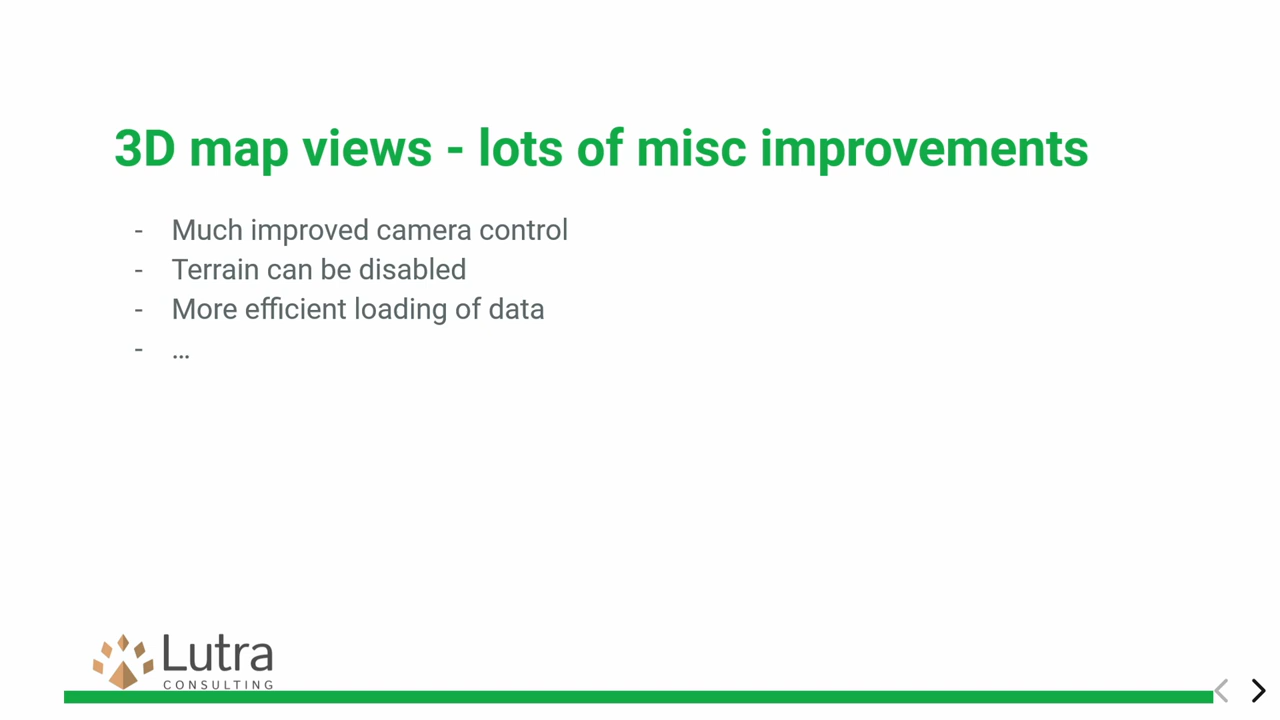 3D map views - lots of misc improvements
- Much improved camera control
- Terrain can be disabled
- More efficient loading of data
- …
Lutra
CONSULTING